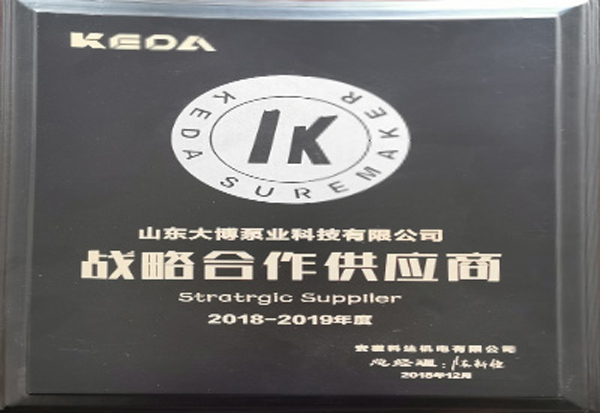 KEDA
KEDA SUREMAKER
IK
山东大博泵业科技有限公司
战略合作供应商
Stratrgic Supplier
2018-2019年度
安徽科达机电有限公司
总经理：
2018年12月